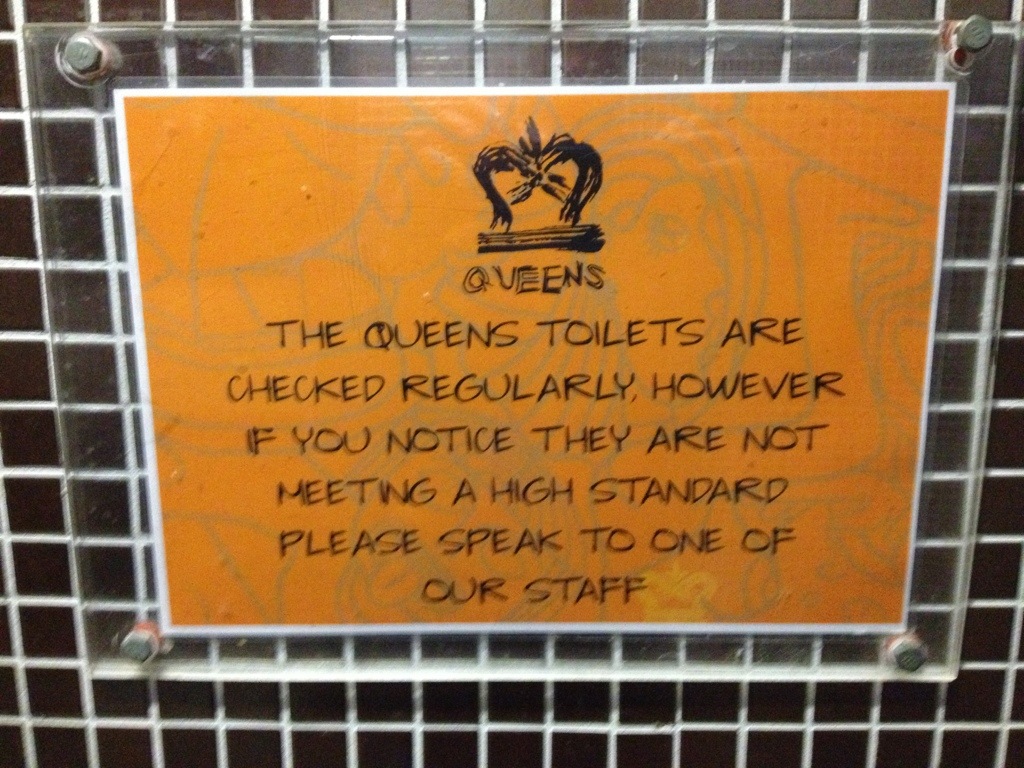 QUEENS
THE QUEENS TOILETS ARE
CHECKED REGULARLY, HOWEVER
IF YOU NOTICE THEY ARE NOT
MEETING A HIGH STANDARD
PLEASE SPEAK TO ONE OF
OUR STAFF